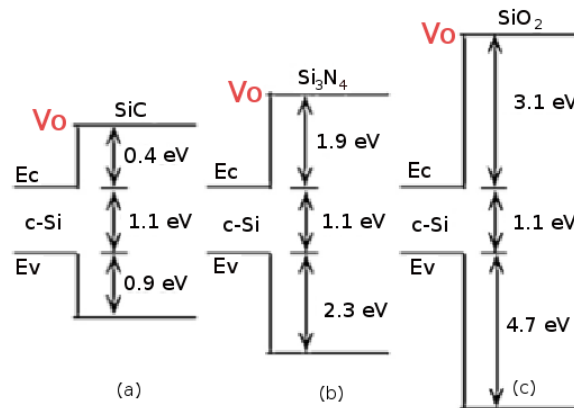 SiC
Vo
0.4 eV
Ec
c-Si
1.1 eV
Ev
0.9 eV
(a)
Si₃N₄
Vo
1.9 eV
Ec
c-Si
1.1 eV
Ev
2.3 eV
(b)
SiO₂
Vo
3.1 eV
Ec
c-Si
1.1 eV
Ev
4.7 eV
(c)